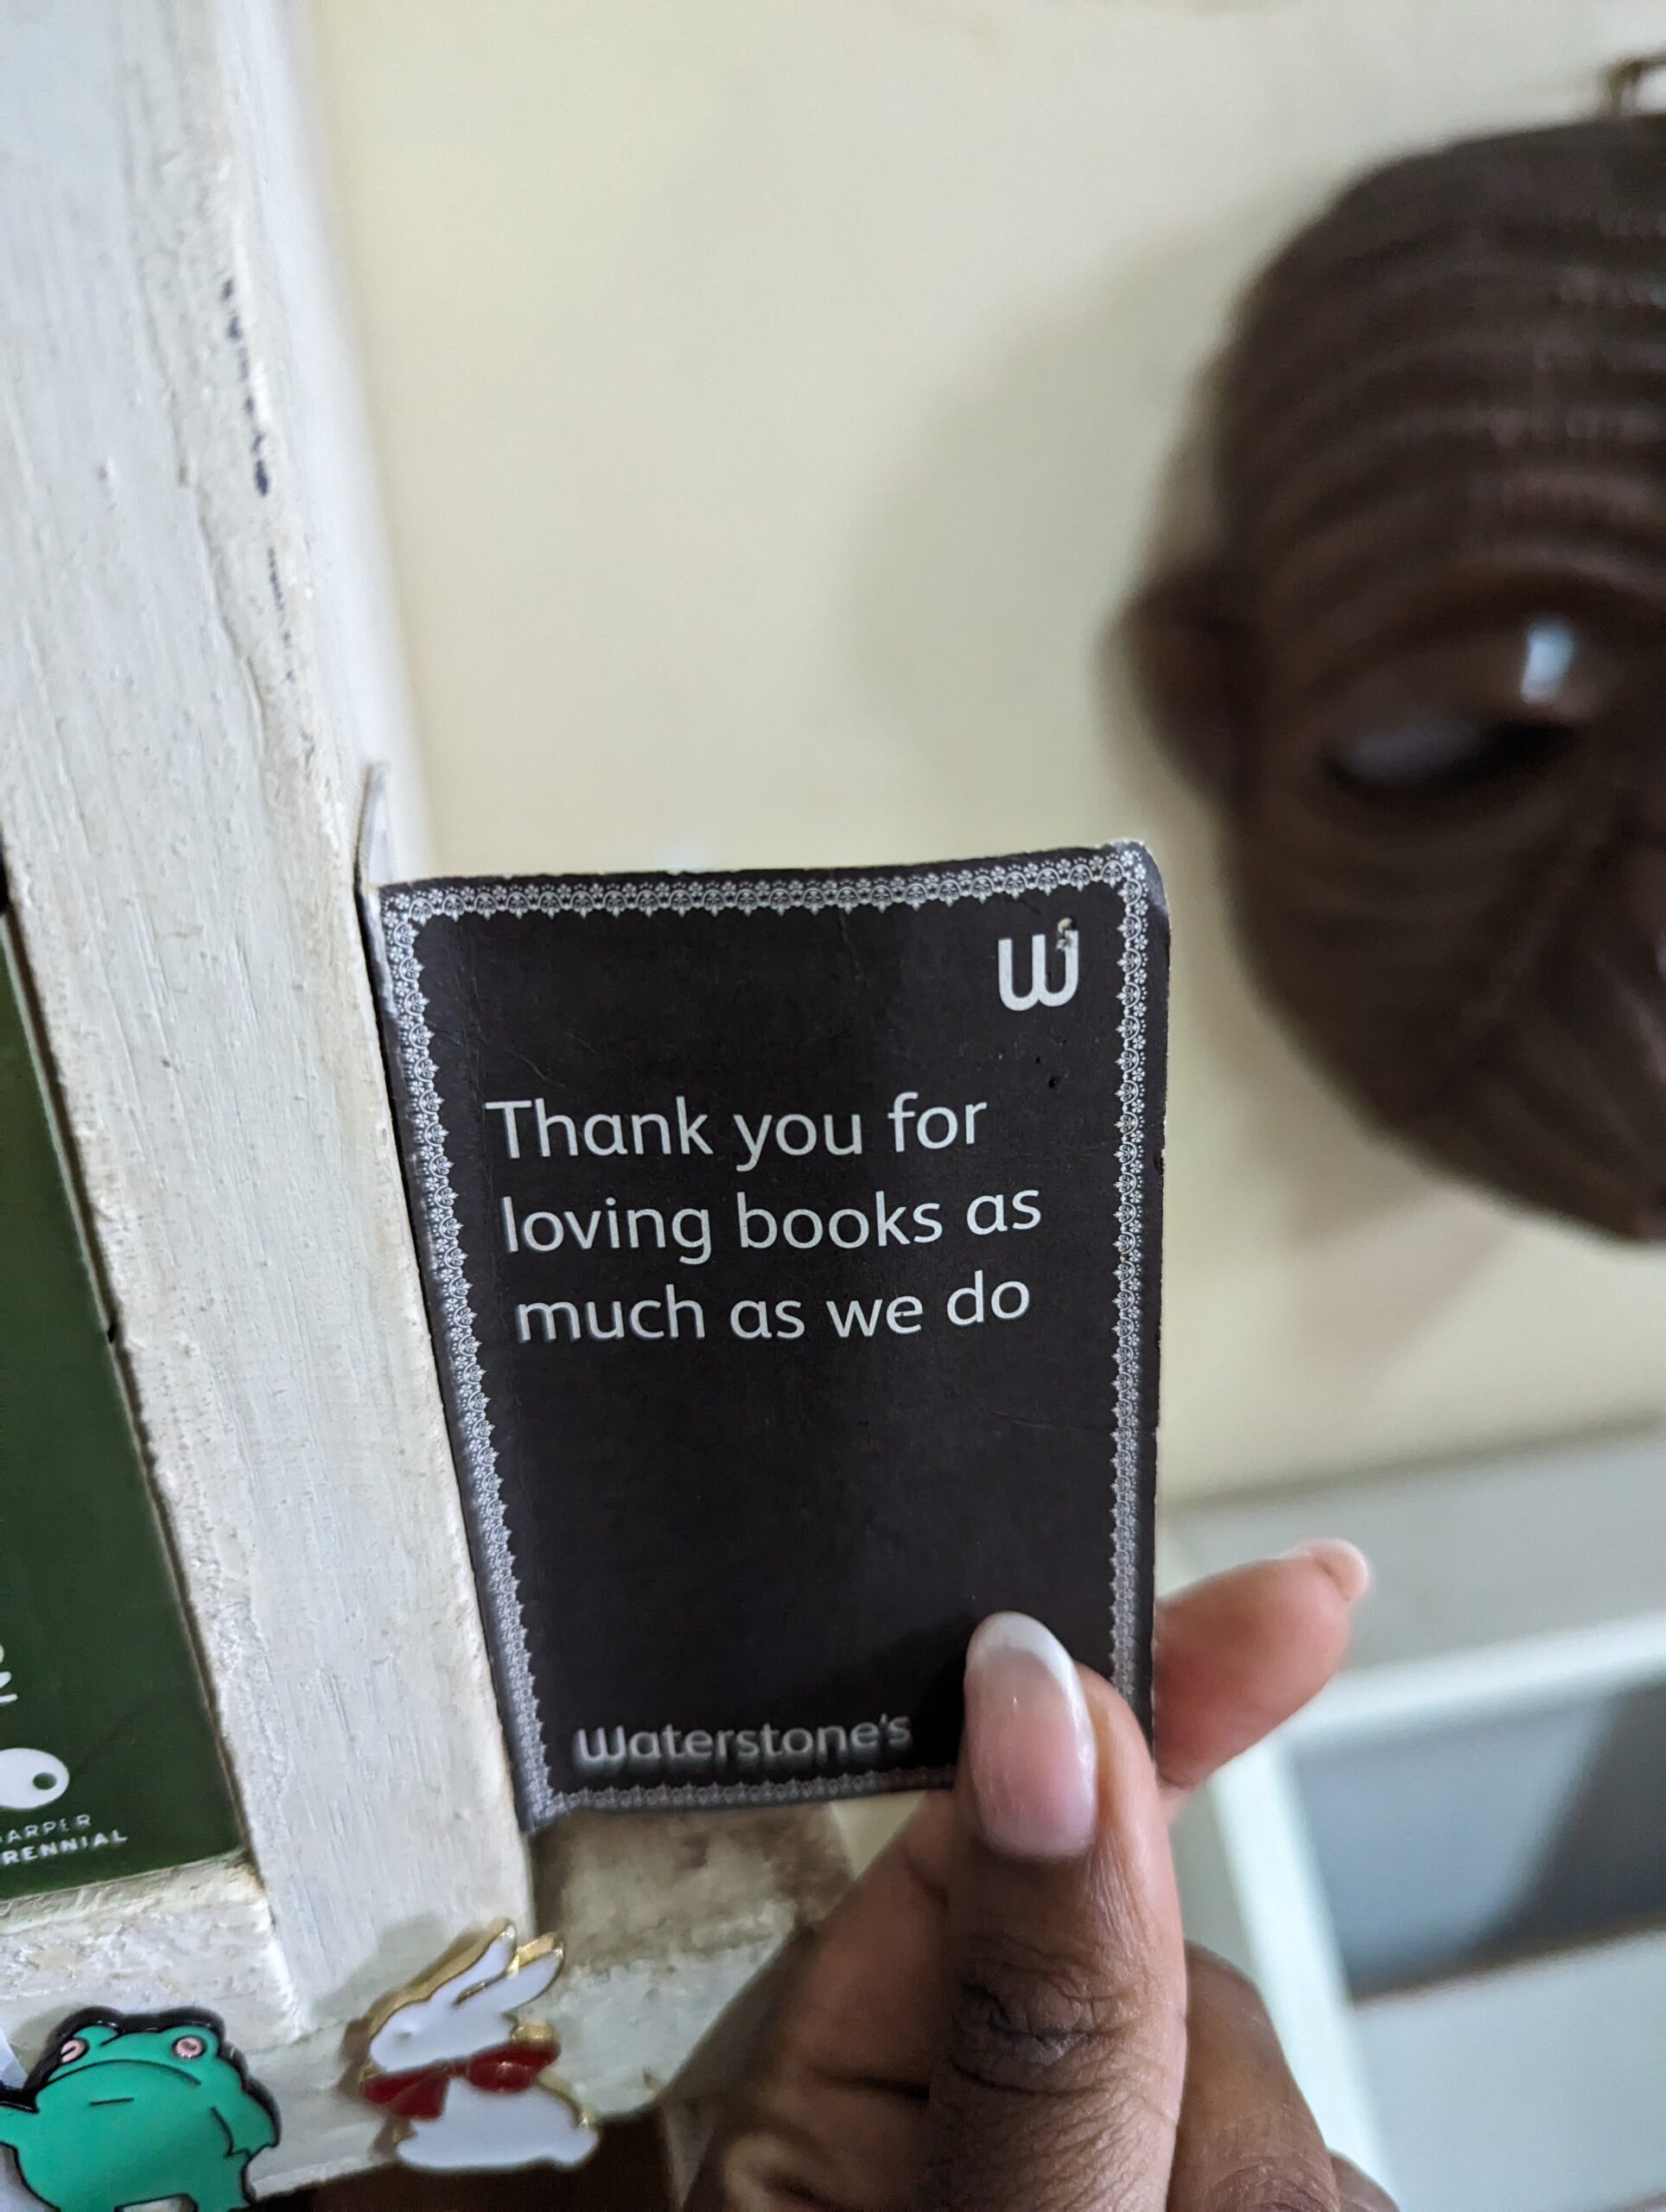 W
Thank you for
loving books as
much as we do
Waterstone's
ARPER
RENNIAL